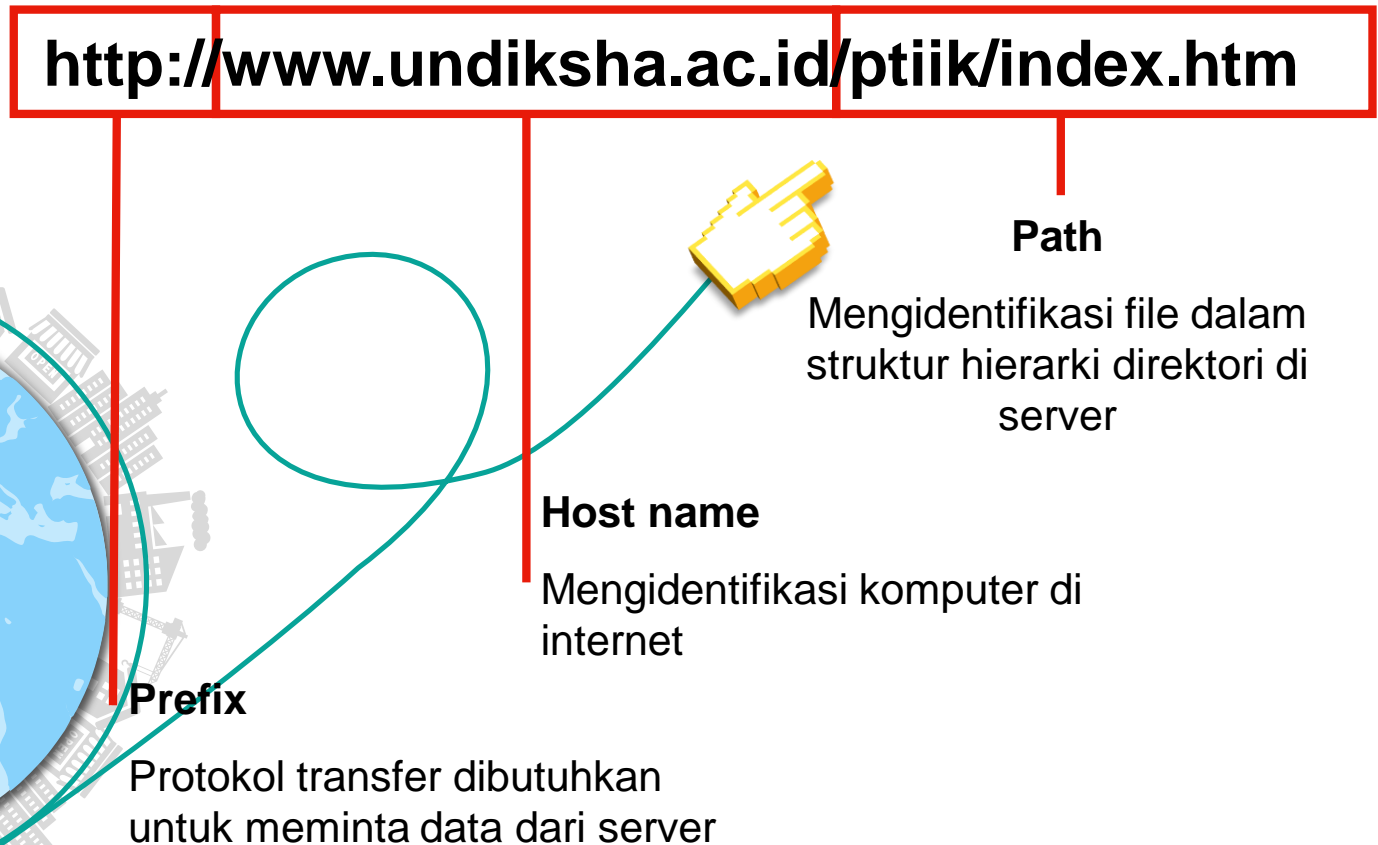 http://www.undiksha.ac.id/ptiik/index.htm
Path
Mengidentifikasi file dalam
struktur hierarki direktori di
server
Host name
Mengidentifikasi komputer di
internet
Prefix
Protokol transfer dibutuhkan
untuk meminta data dari server
OPEN